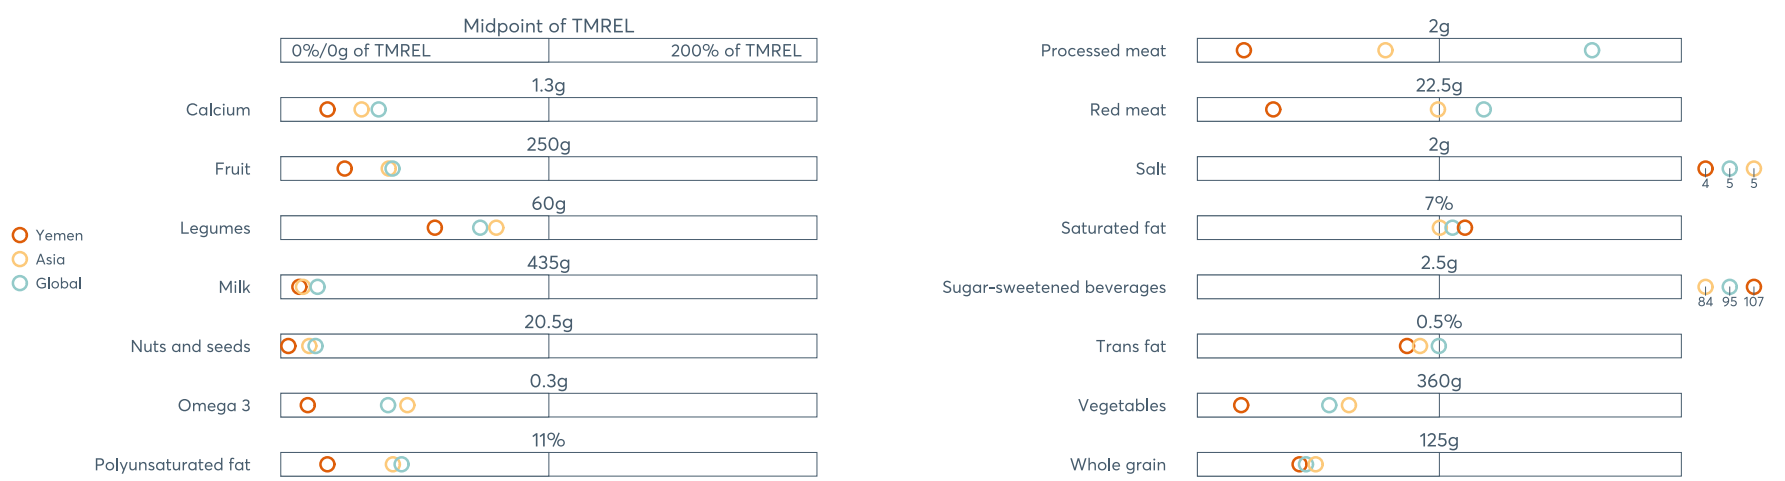 Midpoint of TMREL
0%/0g of TMREL 200% of TMREL
1.3g
Calcium
250g
Fruit
60g
Legumes
435g
Milk
20.5g
Nuts and seeds
0.3g
Omega 3
11%
Polyunsaturated fat
Yemen
Asia
Global
2g
Processed meat
22.5g
Red meat
2g
Salt
4 5 5
7%
Saturated fat
2.5g
Sugar-sweetened beverages
84 95 107
0.5%
Trans fat
360g
Vegetables
125g
Whole grain